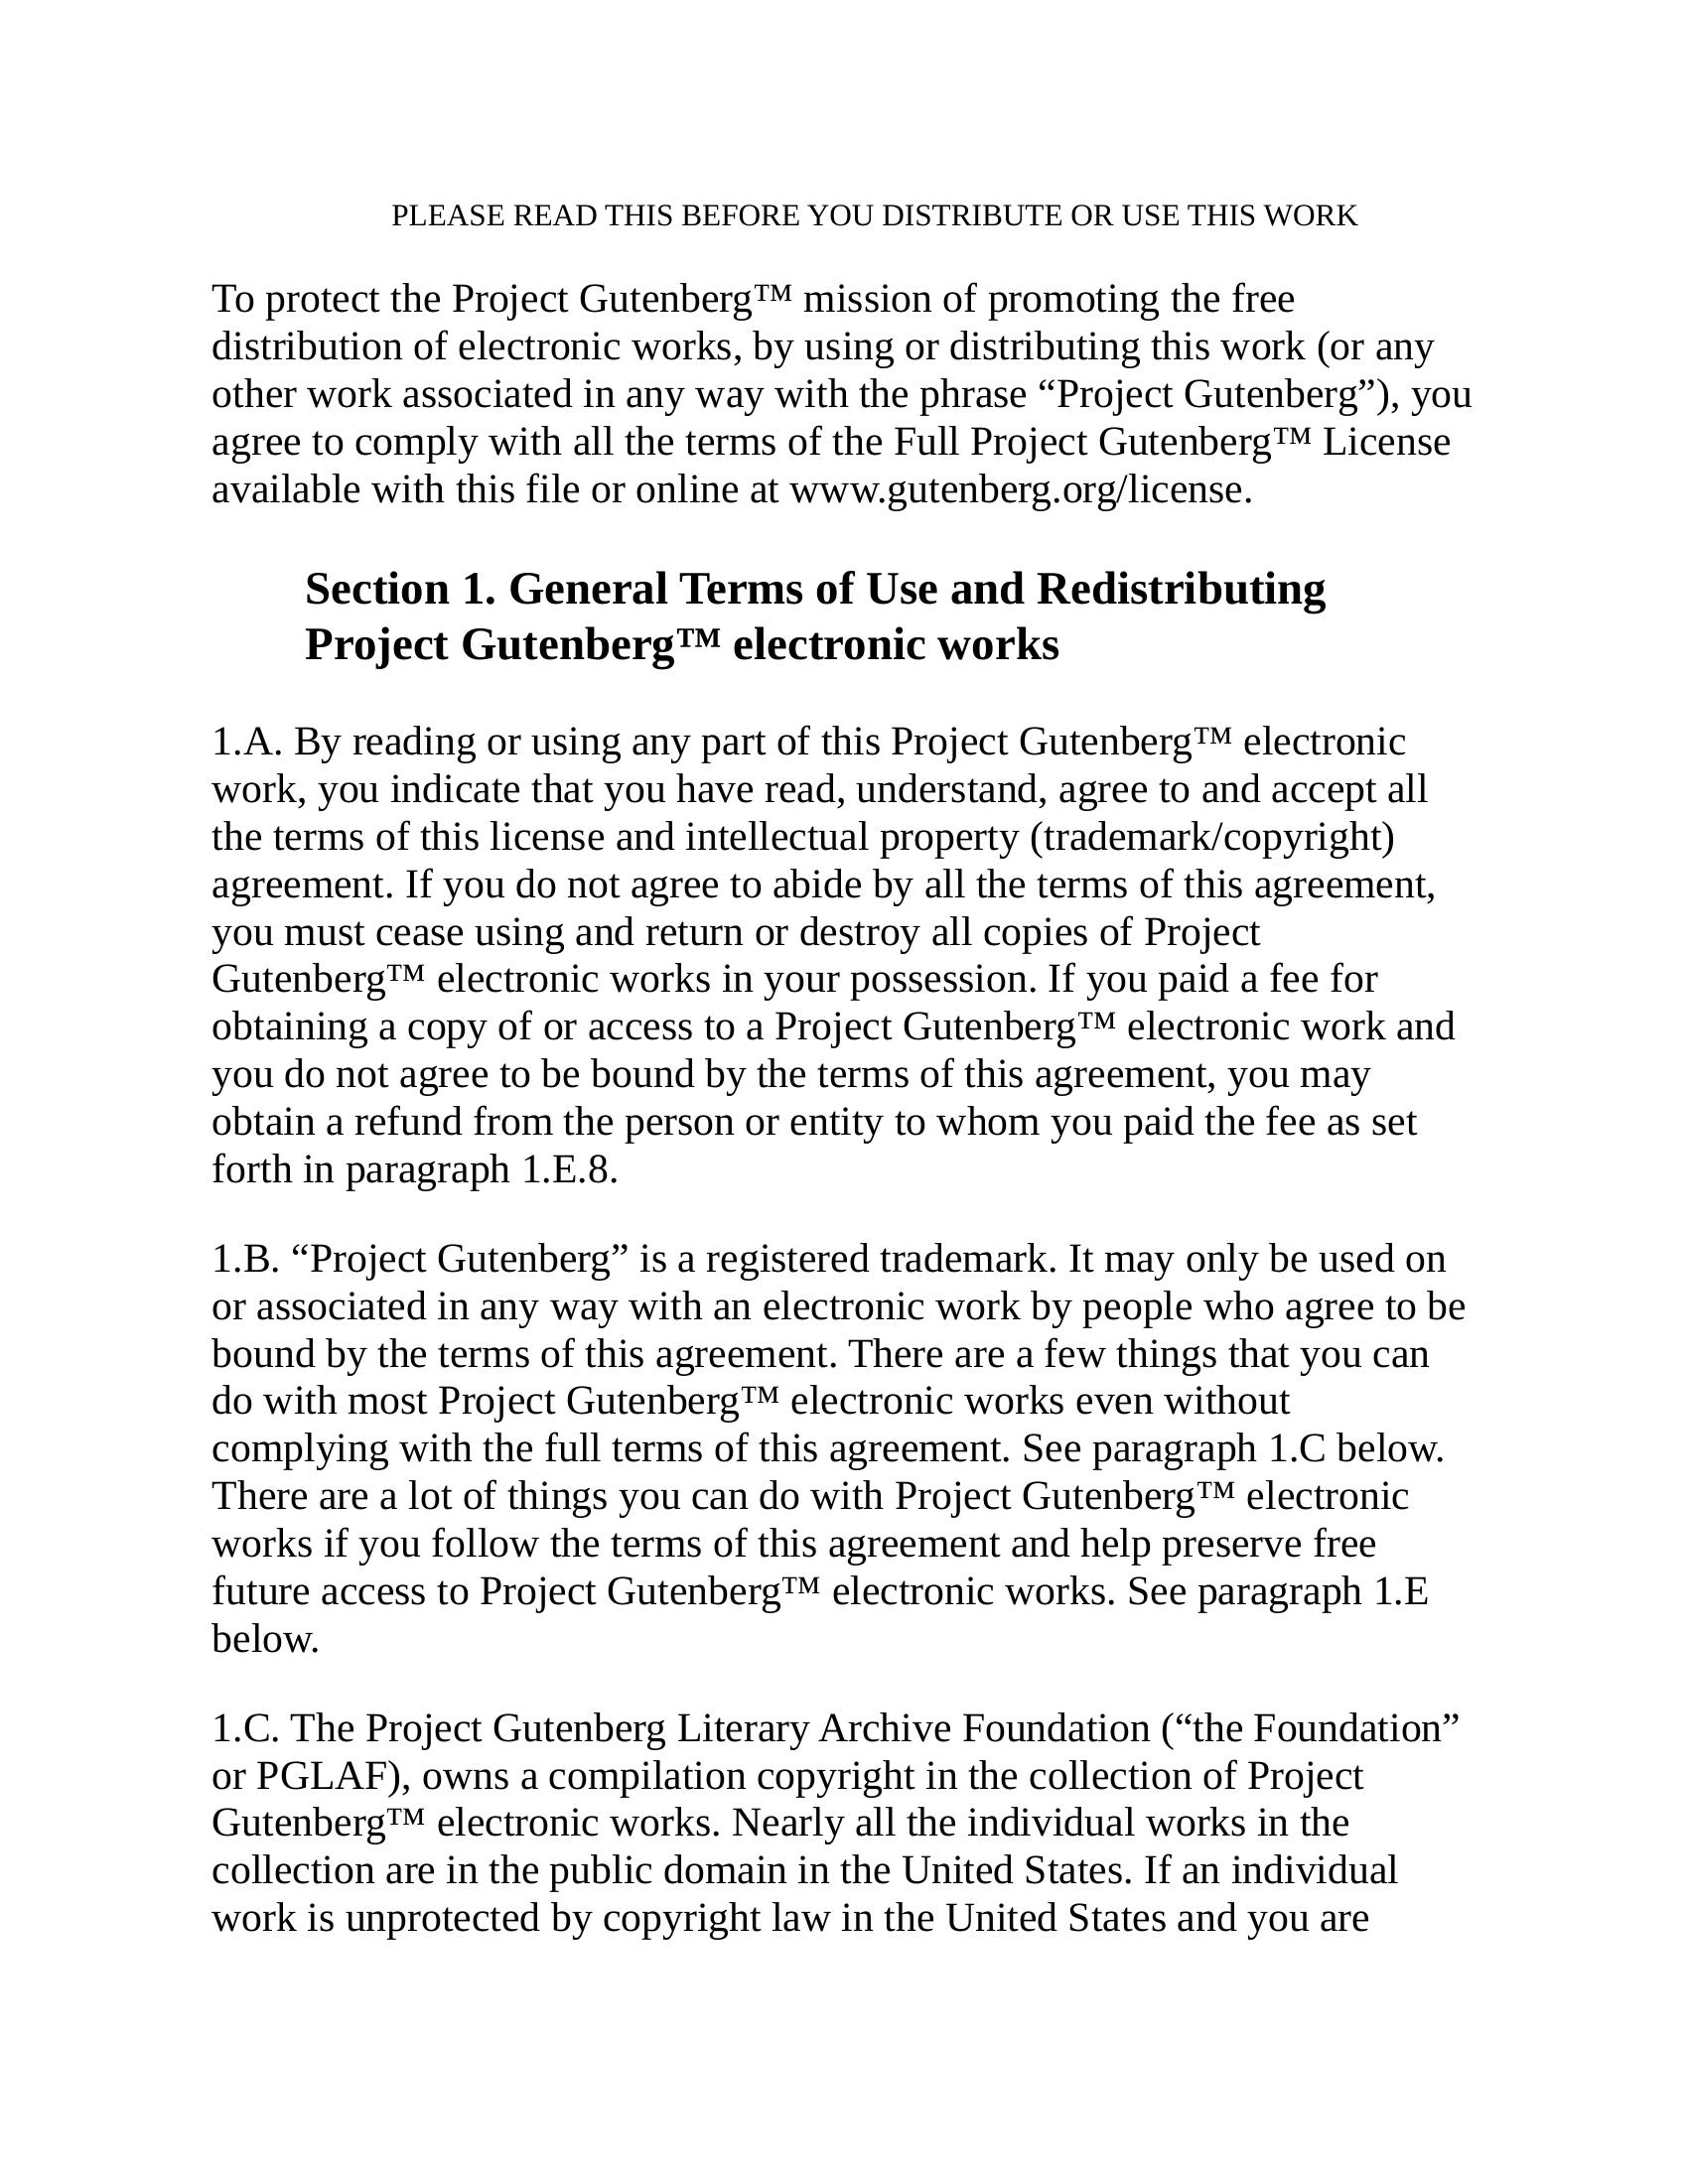 PLEASE READ THIS BEFORE YOU DISTRIBUTE OR USE THIS WORK
To protect the Project Gutenberg™ mission of promoting the free
distribution of electronic works, by using or distributing this work (or any
other work associated in any way with the phrase “Project Gutenberg”), you
agree to comply with all the terms of the Full Project Gutenberg™ License
available with this file or online at www.gutenberg.org/license.
Section 1. General Terms of Use and Redistributing
Project Gutenberg™ electronic works
1.A. By reading or using any part of this Project Gutenberg™ electronic
work, you indicate that you have read, understand, agree to and accept all
the terms of this license and intellectual property (trademark/copyright)
agreement. If you do not agree to abide by all the terms of this agreement,
you must cease using and return or destroy all copies of Project
Gutenberg™ electronic works in your possession. If you paid a fee for
obtaining a copy of or access to a Project Gutenberg™ electronic work and
you do not agree to be bound by the terms of this agreement, you may
obtain a refund from the person or entity to whom you paid the fee as set
forth in paragraph 1.E.8.
1.B. “Project Gutenberg” is a registered trademark. It may only be used on
or associated in any way with an electronic work by people who agree to be
bound by the terms of this agreement. There are a few things that you can
do with most Project Gutenberg™ electronic works even without
complying with the full terms of this agreement. See paragraph 1.C below.
There are a lot of things you can do with Project Gutenberg™ electronic
works if you follow the terms of this agreement and help preserve free
future access to Project Gutenberg™ electronic works. See paragraph 1.E
below.
1.C. The Project Gutenberg Literary Archive Foundation (“the Foundation”
or PGLAF), owns a compilation copyright in the collection of Project
Gutenberg™ electronic works. Nearly all the individual works in the
collection are in the public domain in the United States. If an individual
work is unprotected by copyright law in the United States and you are